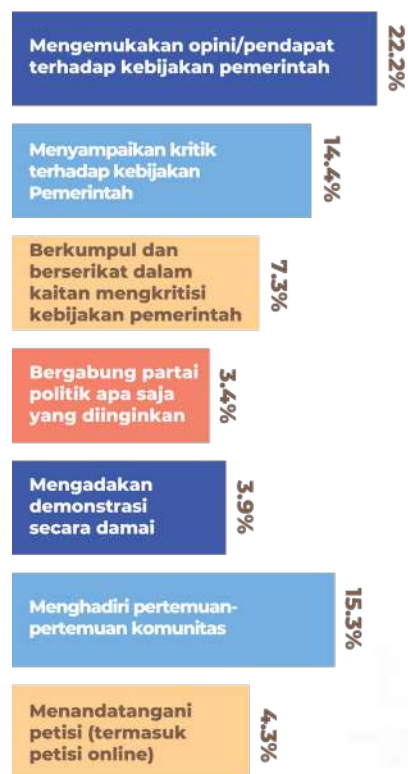 Mengemukakan opini/pendapat
terhadap kebijakan pemerintah
22.2%
Menyampaikan kritik
terhadap kebijakan
Pemerintah
14.4%
Berkumpul dan
berserikat dalam
kaitan mengkritisi
kebijakan pemerintah
7.3%
Bergabung partai
politik apa saja
yang diinginkan
3.4%
Mengadakan
demonstrasi
secara damai
3.9%
Menghadiri pertemuan-
pertemuan komunitas
15.3%
Menandatangani
petisi (termasuk
petisi online)
4.3%